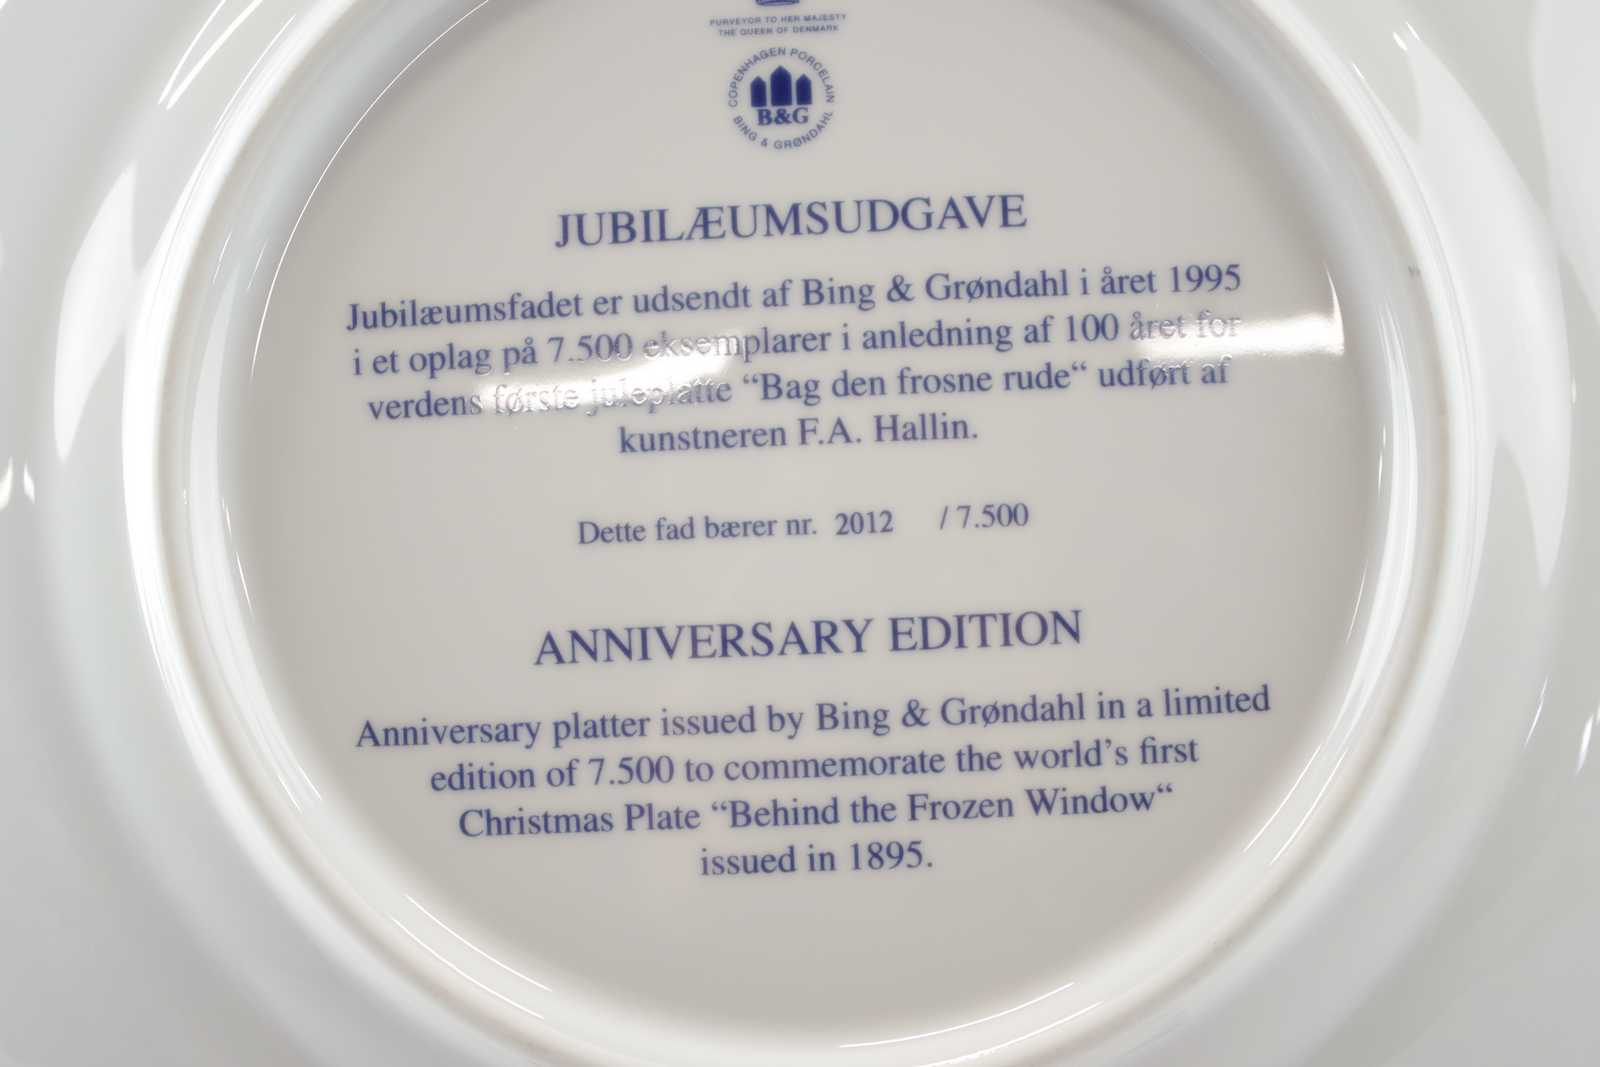 PURVEYOR TO HER MAJESTY
THE QUEEN OF DENMARK
COPENHAGEN PORCELAIN
B&G
BING & GRØNDAHL
JUBILÆUMSUDGAVE
Jubilæumsfadet er udsendt af Bing & Grøndahl i året 1995
i et oplag på 7.500 eksemplarer i anledning af 100 året for
verdens første juleplatte “Bag den frosne rude“ udført af
kunstneren F.A. Hallin.
Dette fad bærer nr. 2012 / 7.500
ANNIVERSARY EDITION
Anniversary platter issued by Bing & Grøndahl in a limited
edition of 7.500 to commemorate the world’s first
Christmas Plate “Behind the Frozen Window“
issued in 1895.